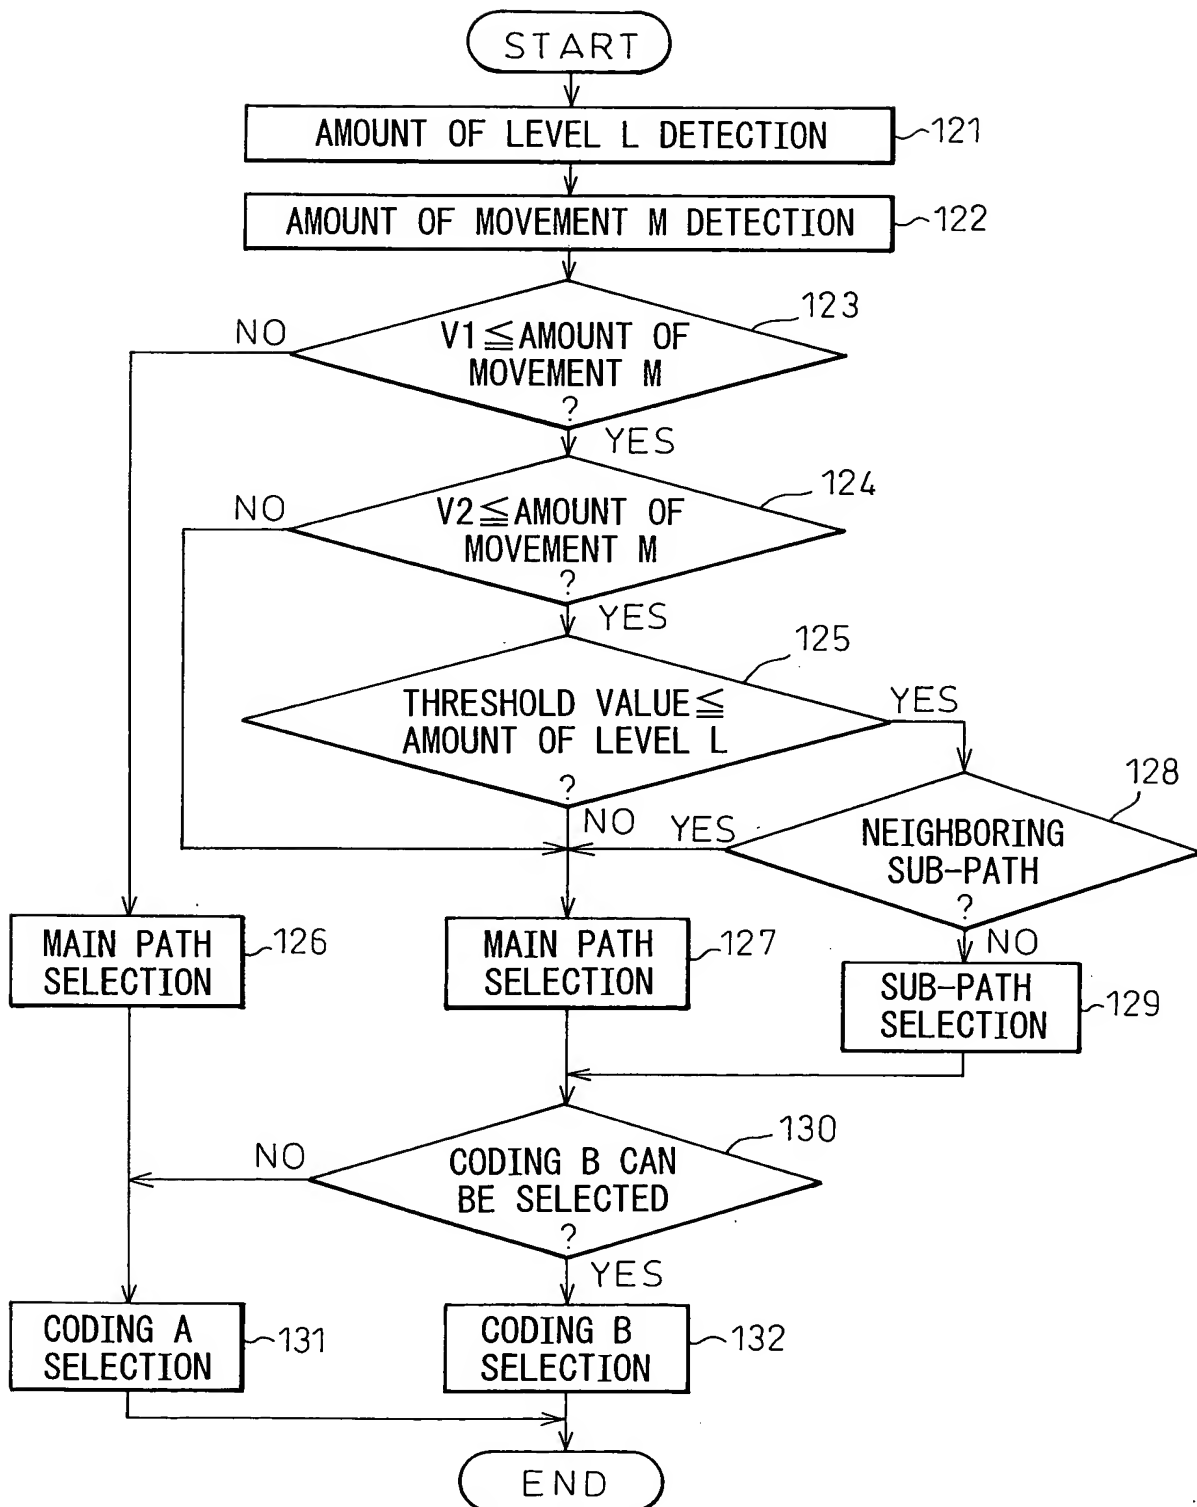 START
AMOUNT OF LEVEL L DETECTION
121
AMOUNT OF MOVEMENT M DETECTION
122
123
NO
V1≦AMOUNT OF
MOVEMENT M
?
YES
124
NO
V2≦AMOUNT OF
MOVEMENT M
?
YES
125
THRESHOLD VALUE≦
AMOUNT OF LEVEL L
?
YES
NO
128
YES
NEIGHBORING
SUB-PATH
?
NO
MAIN PATH
SELECTION
126
MAIN PATH
SELECTION
127
SUB-PATH
SELECTION
129
130
NO
CODING B CAN
BE SELECTED
?
YES
CODING A
SELECTION
131
CODING B
SELECTION
132
END